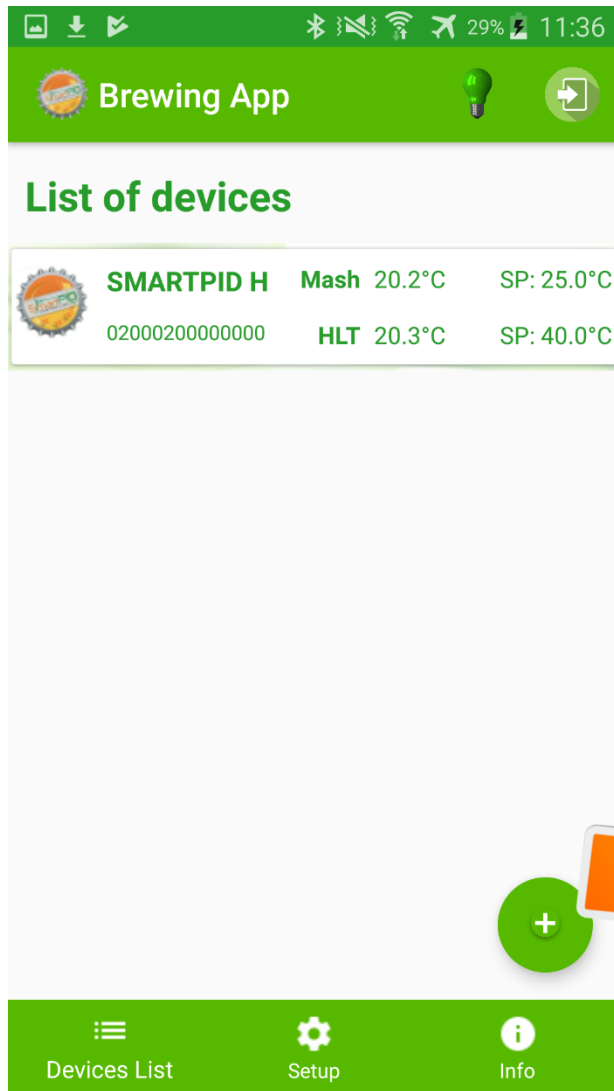 29% 11:36
Brewing App
List of devices
SMARTPID H Mash 20.2°C SP: 25.0°C
02000200000000 HLT 20.3°C SP: 40.0°C
Devices List Setup Info